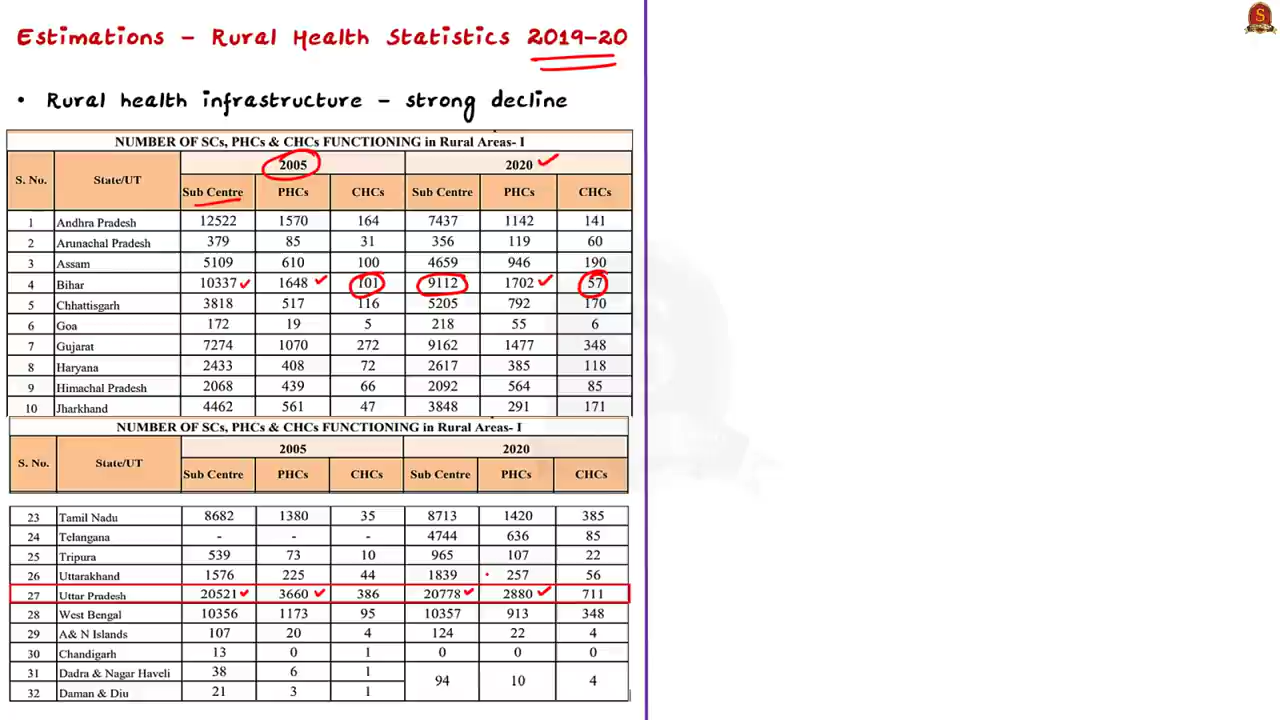 Estimations - Rural Health Statistics 2019-20
• Rural health infrastructure - strong decline
NUMBER OF SCs, PHCs & CHCs FUNCTIONING in Rural Areas- I
S. No. State/UT 2005 2020
Sub Centre PHCs CHCs Sub Centre PHCs CHCs
1 Andhra Pradesh 12522 1570 164 7437 1142 141
2 Arunachal Pradesh 379 85 31 356 119 60
3 Assam 5109 610 100 4659 946 190
4 Bihar 10337 1648 101 9112 1702 57
5 Chhattisgarh 3818 517 116 5205 792 170
6 Goa 172 19 5 218 55 6
7 Gujarat 7274 1070 272 9162 1477 348
8 Haryana 2433 408 72 2617 385 118
9 Himachal Pradesh 2068 439 66 2092 564 85
10 Jharkhand 4462 561 47 3848 291 171
NUMBER OF SCs, PHCs & CHCs FUNCTIONING in Rural Areas- I
S. No. State/UT 2005 2020
Sub Centre PHCs CHCs Sub Centre PHCs CHCs
23 Tamil Nadu 8682 1380 35 8713 1420 385
24 Telangana - - - 4744 636 85
25 Tripura 539 73 10 965 107 22
26 Uttarakhand 1576 225 44 1839 257 56
27 Uttar Pradesh 20521 3660 386 20778 2880 711
28 West Bengal 10356 1173 95 10357 913 348
29 A& N Islands 107 20 4 124 22 4
30 Chandigarh 13 0 1 0 0 0
31 Dadra & Nagar Haveli 38 6 1 94 10 4
32 Daman & Diu 21 3 1